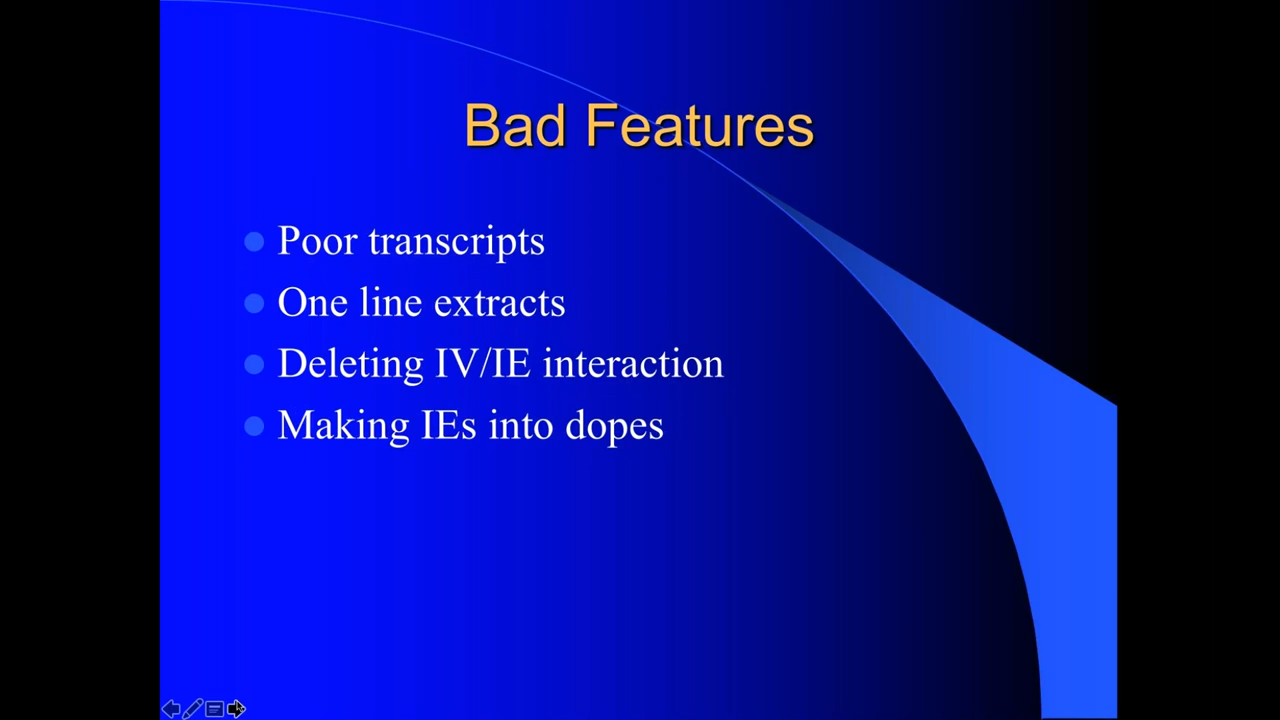 Bad Features
Poor transcripts
One line extracts
Deleting IV/IE interaction
Making IEs into dopes